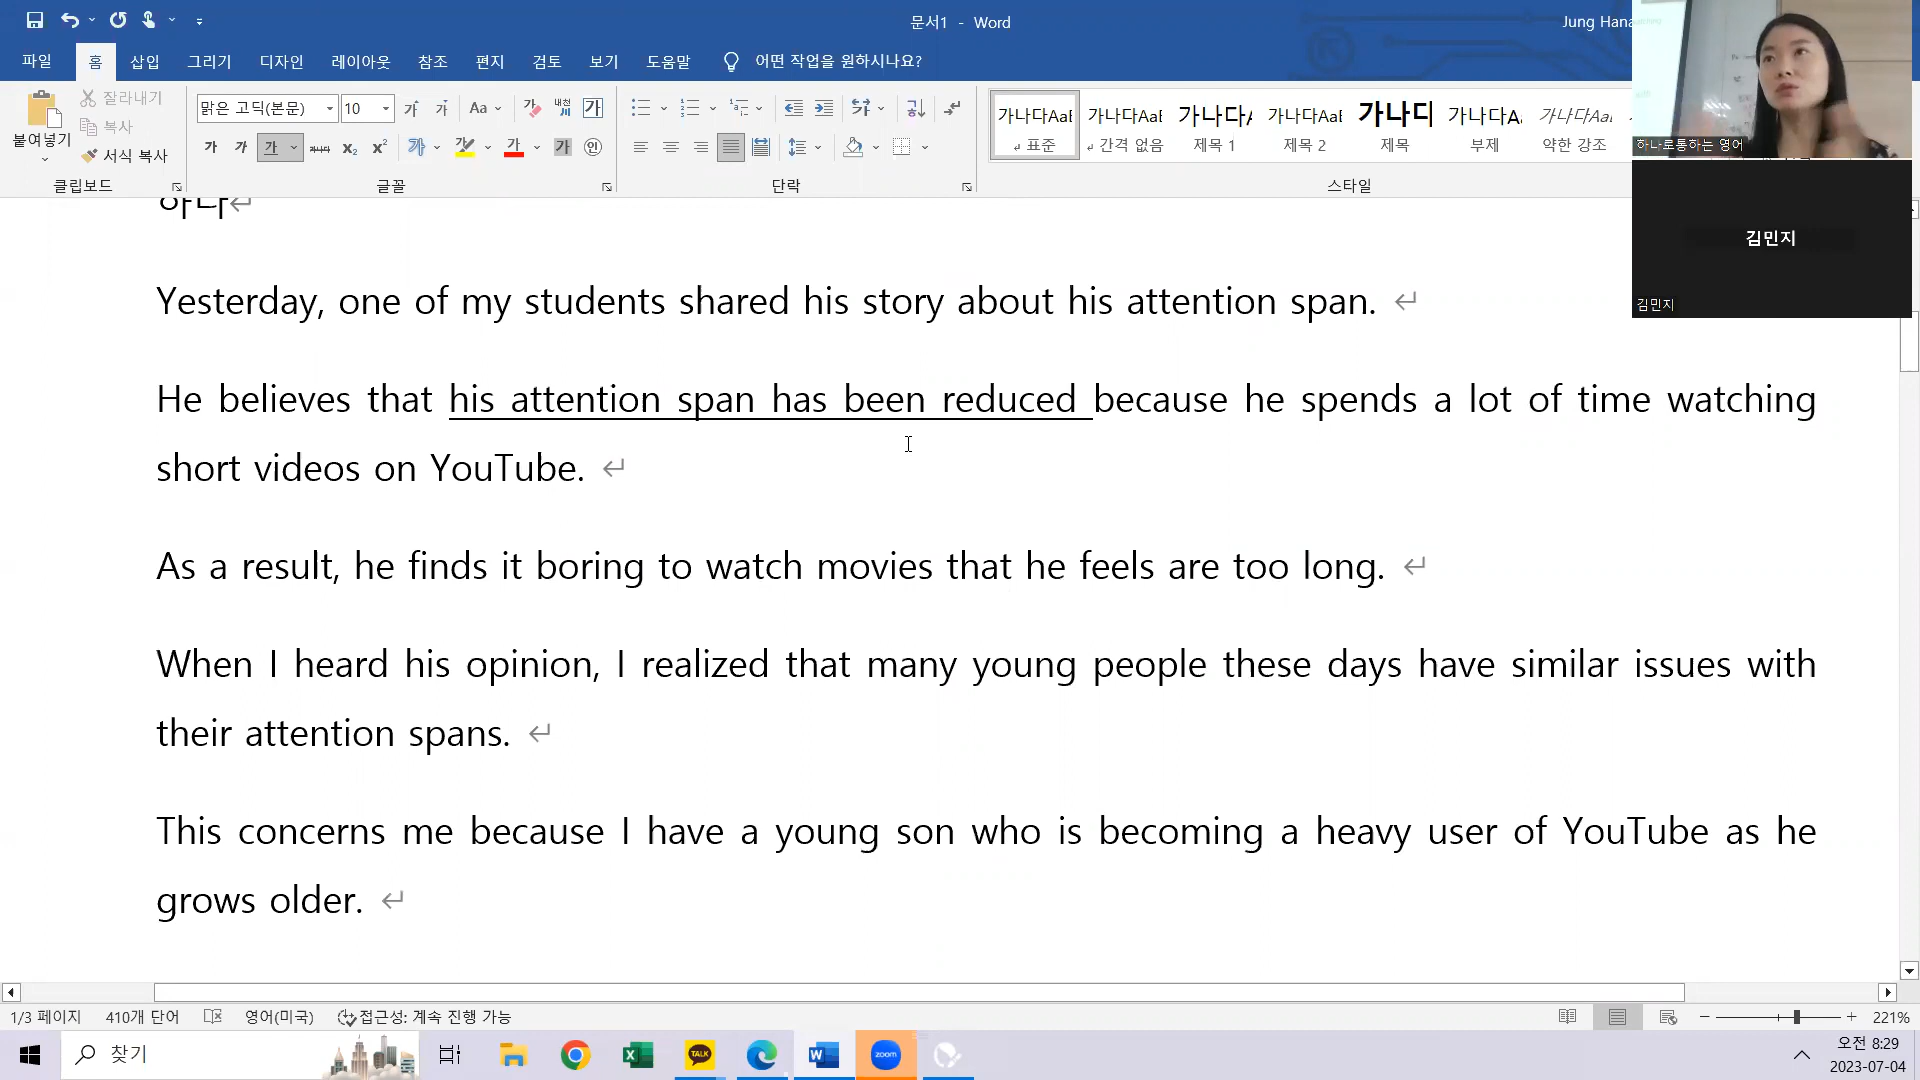 문서1 - Word
Jung Hana
파일 홈 삽입 그리기 디자인 레이아웃 참조 편지 검토 보기 도움말 어떤 작업을 원하시나요?
붙여넣기
잘라내기
복사
서식 복사
클립보드
맑은 고딕(본문) 10
글꼴
단락
가나다AaE 표준
가나다AaE 간격 없음
가나다 제목 1
가나다AaE 제목 2
가나다 제목
가나다A 부제
가나다AaE 약한 강조
스타일
하나로통하는 영어
김민지
김민지
하나
Yesterday, one of my students shared his story about his attention span.
He believes that his attention span has been reduced because he spends a lot of time watching
short videos on YouTube.
As a result, he finds it boring to watch movies that he feels are too long.
When I heard his opinion, I realized that many young people these days have similar issues with
their attention spans.
This concerns me because I have a young son who is becoming a heavy user of YouTube as he
grows older.
1/3 페이지 410개 단어 영어(미국) 접근성: 계속 진행 가능 221%
찾기
TALK
zoom
오전 8:29
2023-07-04